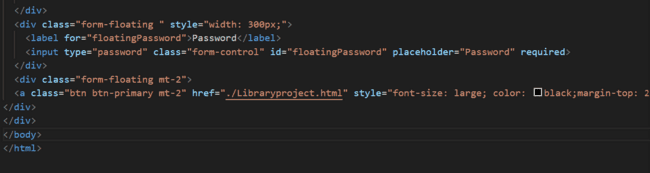 </div>
<div class="form-floating " style="width: 300px;">
<label for="floatingPassword">Password</label>
<input type="password" class="form-control" id="floatingPassword" placeholder="Password" required>
</div>
<div class="form-floating mt-2">
<a class="btn btn-primary mt-2" href="./Libraryproject.html" style="font-size: large; color: black;margin-top: 2
</div>
</div>
</body>
</html>